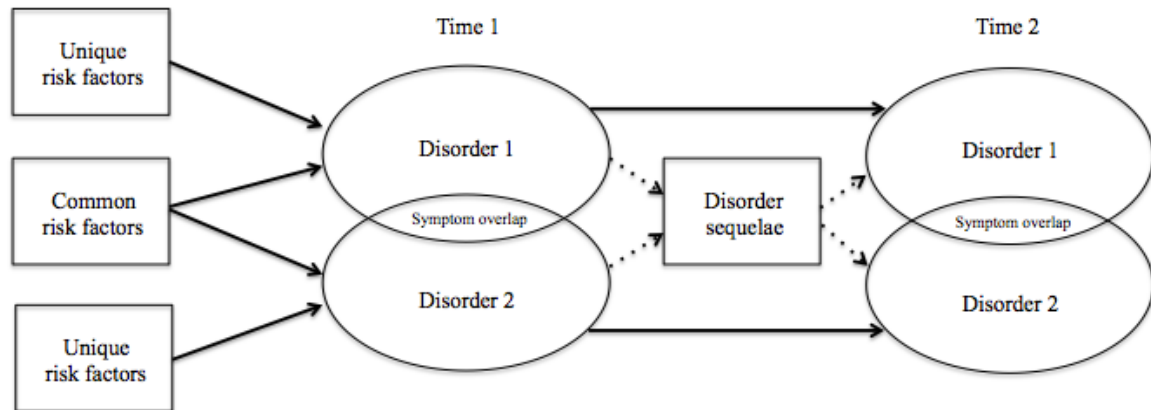 Time 1
Time 2
Unique
risk factors
Common
risk factors
Unique
risk factors
Disorder 1
Symptom overlap
Disorder 2
Disorder
sequelae
Disorder 1
Symptom overlap
Disorder 2